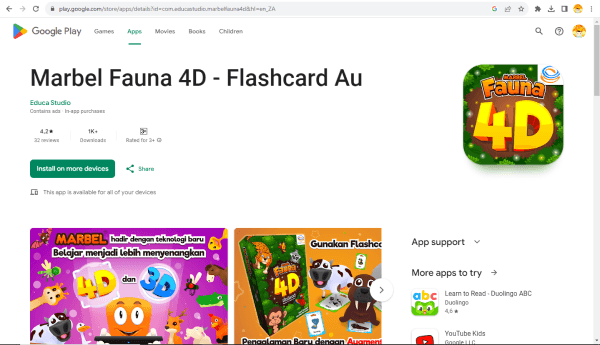 play.google.com/store/apps/details?id=com.educastudio.marbelfauna4d&hl=en_ZA
Google Play
Games
Apps
Movies
Books
Children
Marbel Fauna 4D - Flashcard Au
Educa Studio
Contains ads · In-app purchases
4,2★
32 reviews
1K+
Downloads
3+
Rated for 3+
Install on more devices
Share
This app is available for all of your devices
MARBEL
Fauna
4D
MARBEL hadir dengan teknologi baru
Belajar menjadi lebih menyenangkan
4D dan 3D
Gunakan Flashc
Fauna
4D
Pengalaman Baru dengan Augment
App support
More apps to try
abc
Learn to Read - Duolingo ABC
Duolingo
4,6★
YouTube Kids
Google LLC